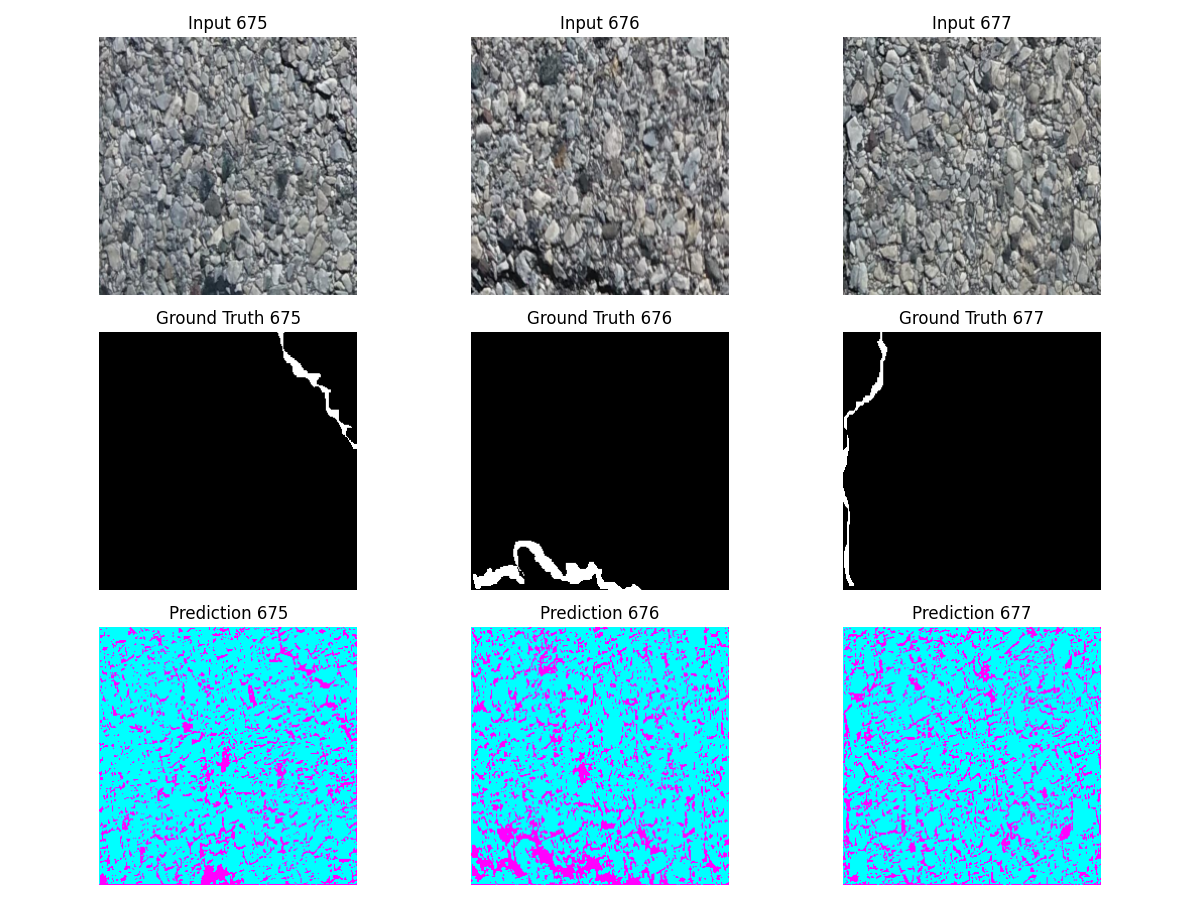 Input 675
Input 676
Input 677
Ground Truth 675
Ground Truth 676
Ground Truth 677
Prediction 675
Prediction 676
Prediction 677